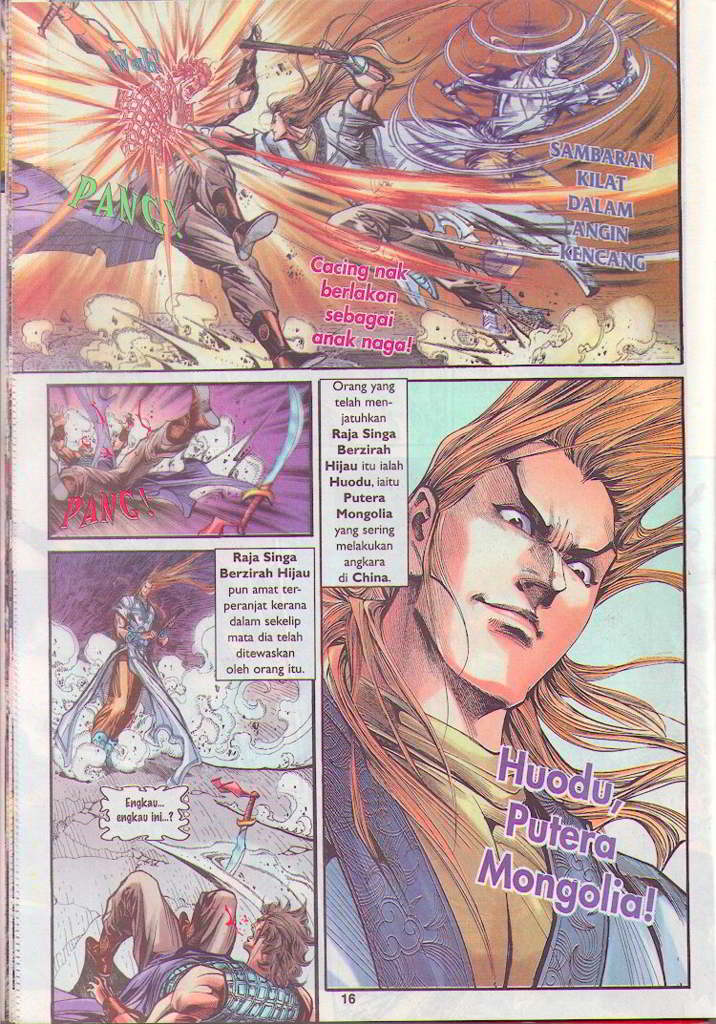 WAH!
PANG!
SAMBARAN
KILAT
DALAM
ANGIN
KENCANG
Cacing nak
berlakon
sebagai
anak naga!
PANG!
Orang yang
telah men-
jatuhkan
Raja Singa
Berzirah
Hijau itu ialah
Huodu, iaitu
Putera
Mongolia
yang sering
melakukan
angkara
di China.
Raja Singa
Berzirah Hijau
pun amat ter-
peranjat kerana
dalam sekelip
mata dia telah
ditewaskan
oleh orang itu.
Engkau...
engkau ini...?
Huodu,
Putera
Mongolia!
16